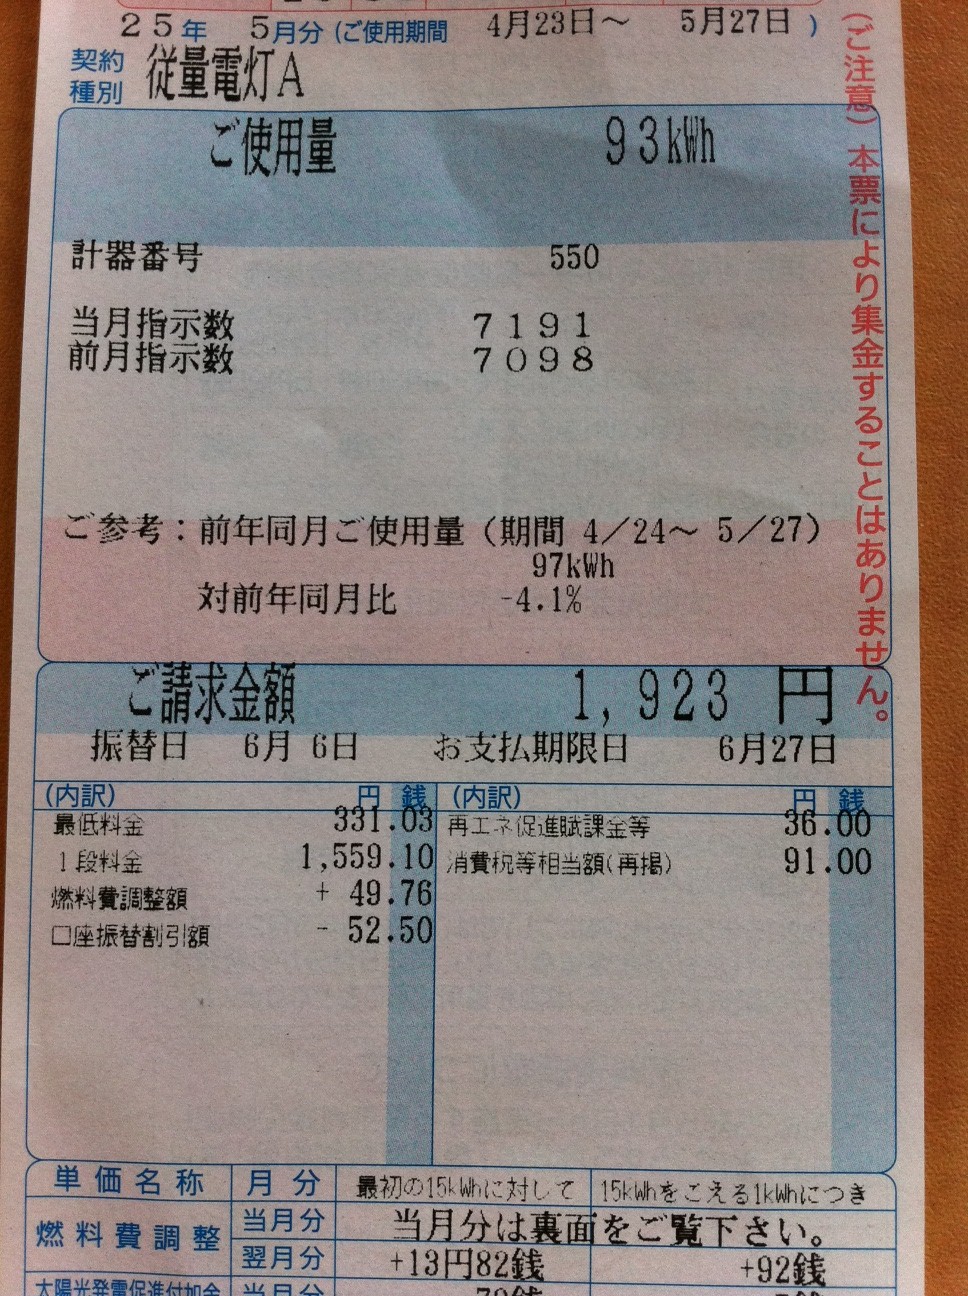 25年 5月分(ご使用期間 4月23日～ 5月27日)
契約種別 従量電灯A
(ご注意)本票により集金することはありません。
ご使用量 93kWh
計器番号 550
当月指示数 7191
前月指示数 7098
ご参考:前年同月ご使用量(期間 4/24～ 5/27)
97kWh
対前年同月比 -4.1%
ご請求金額 1,923 円
振替日 6月 6日 お支払期限日 6月27日
(内訳) 円 銭 (内訳) 円 銭
最低料金 331.03 再エネ促進賦課金等 36.00
1段料金 1,559.10 消費税等相当額(再掲) 91.00
燃料費調整額 + 49.76
口座振替割引額 - 52.50
単価名称 月分 最初の15kWhに対して 15kWhをこえる1kWhにつき
燃料費調整 当月分 当月分は裏面をご覧下さい。
翌月分 +13円82銭 +92銭
太陽光発電促進付加金 当月分